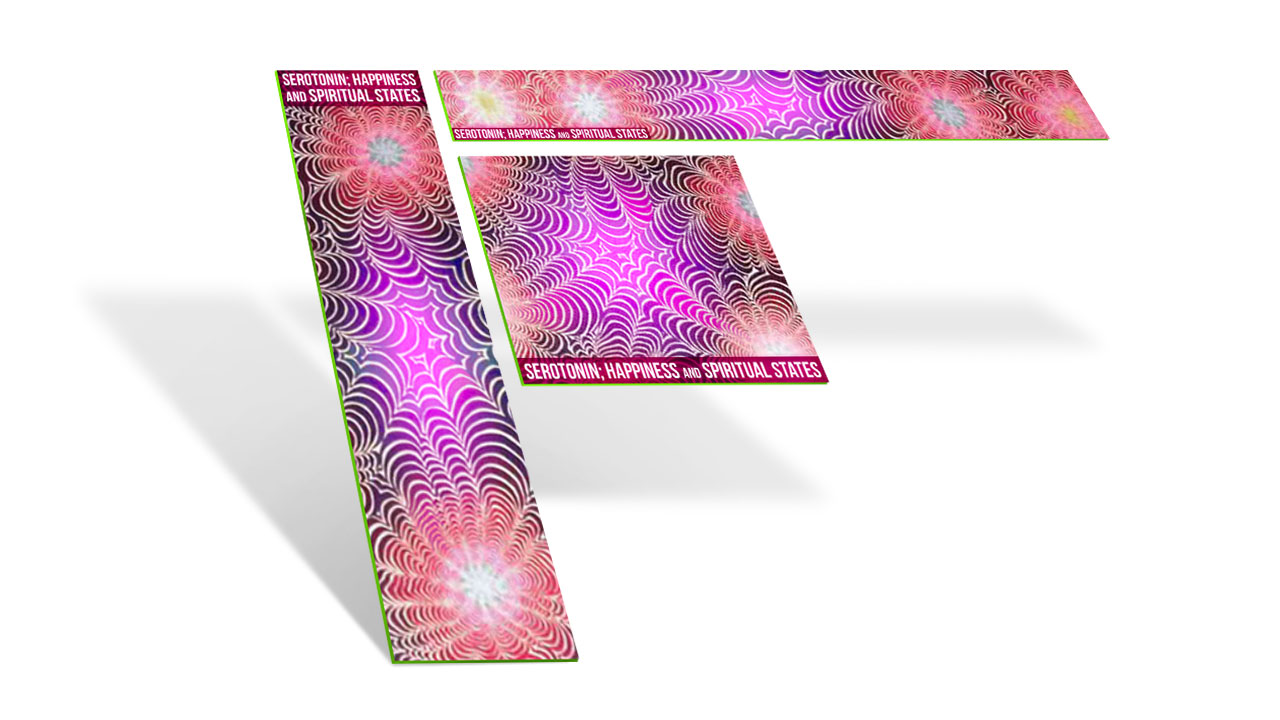 SEROTONIN; HAPPINESS
AND SPIRITUAL STATES
SEROTONIN; HAPPINESS AND SPIRITUAL STATES
SEROTONIN; HAPPINESS AND SPIRITUAL STATES